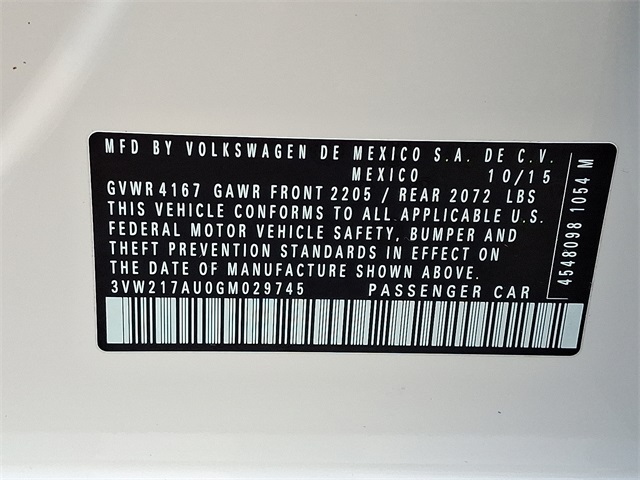 MFD BY VOLKSWAGEN DE MEXICO S.A. DE C.V.
MEXICO 10/15
GVWR 4167 GAWR FRONT 2205 / REAR 2072 LBS
THIS VEHICLE CONFORMS TO ALL APPLICABLE U.S.
FEDERAL MOTOR VEHICLE SAFETY, BUMPER AND
THEFT PREVENTION STANDARDS IN EFFECT ON
THE DATE OF MANUFACTURE SHOWN ABOVE.
3VW217AU0GM029745 PASSENGER CAR
4548098 1054 M